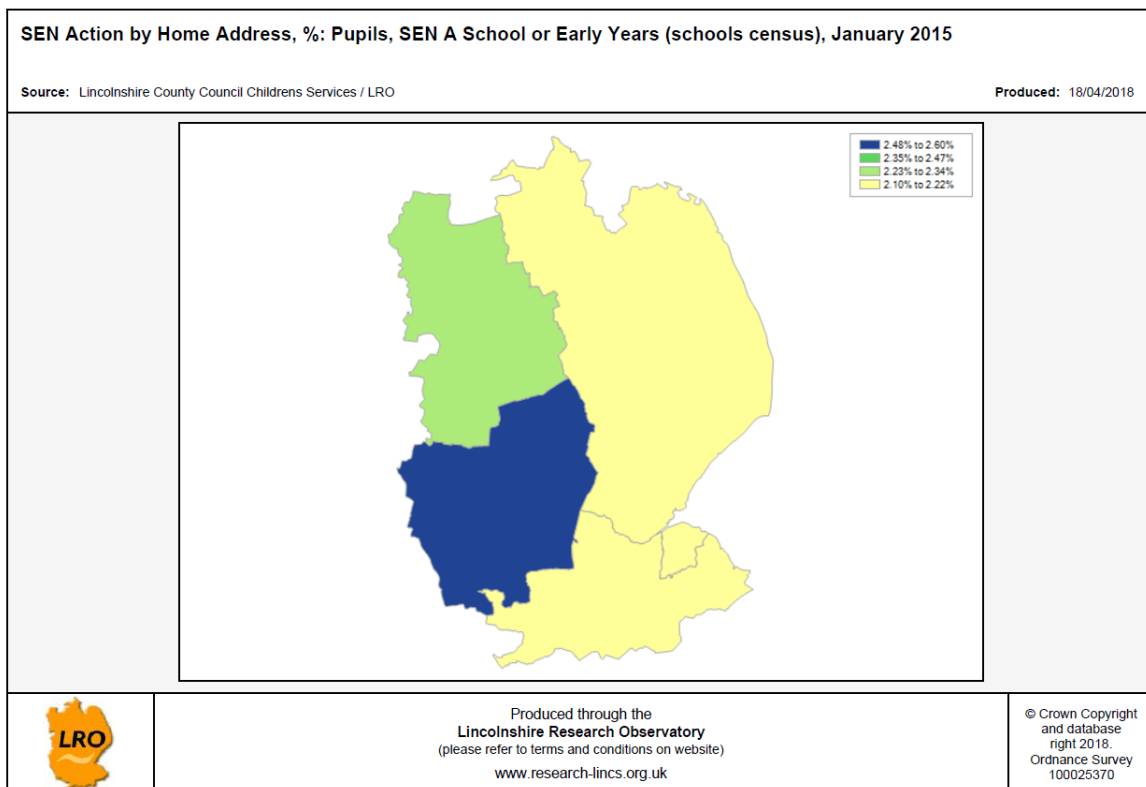 SEN Action by Home Address, %: Pupils, SEN A School or Early Years (schools census), January 2015
Source: Lincolnshire County Council Childrens Services / LRO
Produced: 18/04/2018
2.48% to 2.60%
2.35% to 2.47%
2.23% to 2.34%
2.10% to 2.22%
LRO
Produced through the
Lincolnshire Research Observatory
(please refer to terms and conditions on website)
www.research-lincs.org.uk
© Crown Copyright
and database
right 2018.
Ordnance Survey
100025370